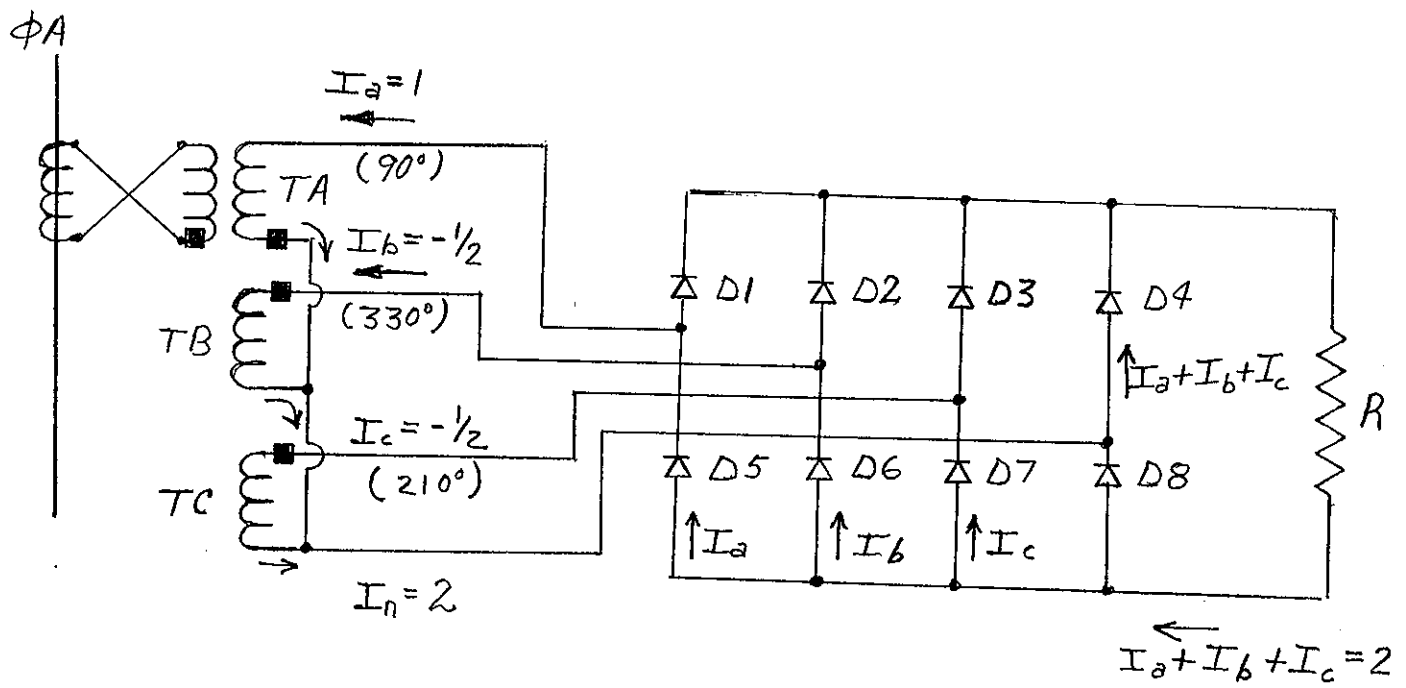 ΦA
Ia=1
(90°)
TA
Ib=-1/2
(330°)
TB
Ic=-1/2
(210°)
TC
In=2
D1
D2
D3
D4
Ia+Ib+Ic
R
D5
D6
D7
D8
Ia
Ib
Ic
Ia+Ib+Ic=2